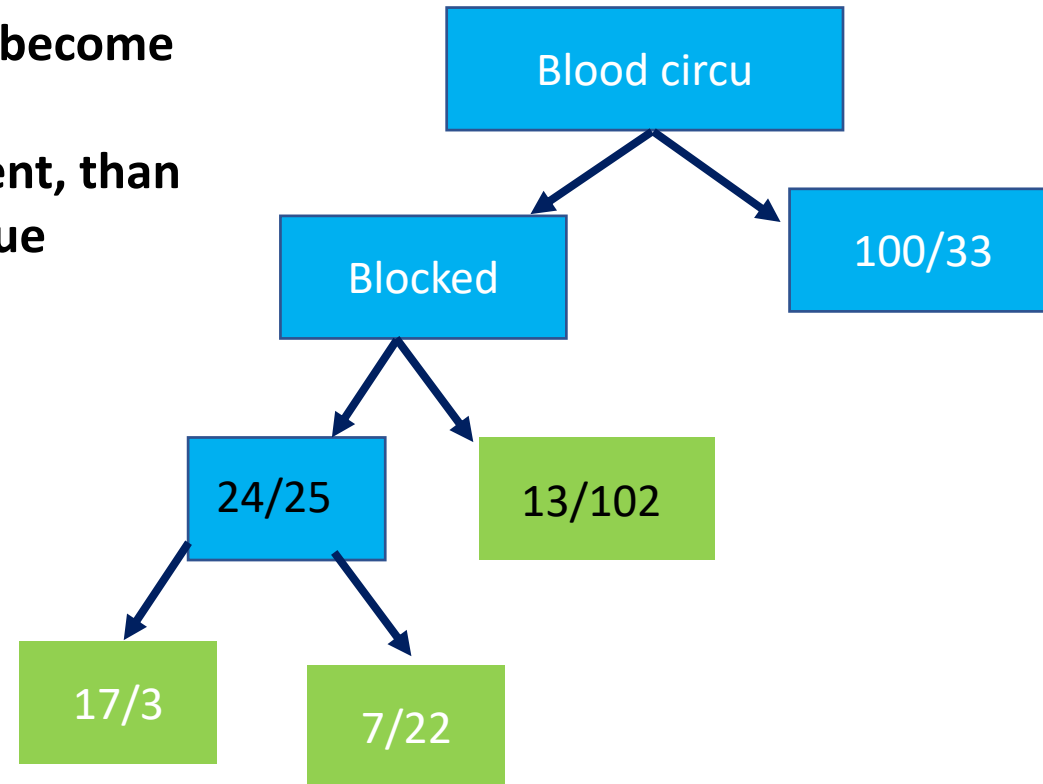 become
ent, than
ue
Blood circu
100/33
Blocked
24/25
13/102
17/3
7/22